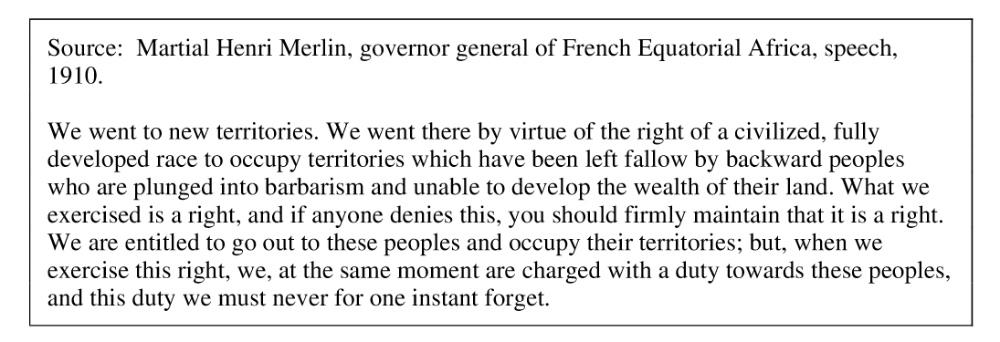 Source:  Martial Henri Merlin, governor general of French Equatorial Africa, speech,
1910.
We went to new territories. We went there by virtue of the right of a civilized, fully
developed race to occupy territories which have been left fallow by backward peoples
who are plunged into barbarism and unable to develop the wealth of their land. What we
exercised is a right, and if anyone denies this, you should firmly maintain that it is a right.
We are entitled to go out to these peoples and occupy their territories; but, when we
exercise this right, we, at the same moment are charged with a duty towards these peoples,
and this duty we must never for one instant forget.